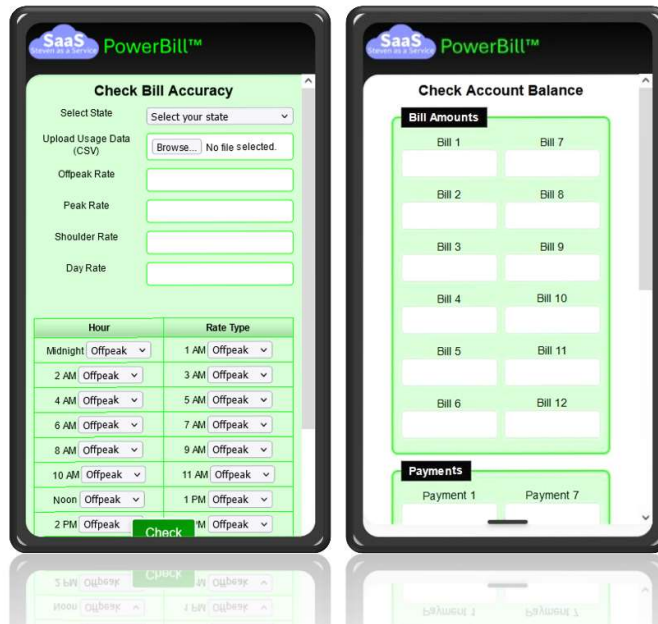 SaaS
Steven as a Service
PowerBill™
Check Bill Accuracy
Select State
Select your state
Upload Usage Data
(CSV)
Browse... No file selected.
Offpeak Rate
Peak Rate
Shoulder Rate
Day Rate
Hour Rate Type
Midnight Offpeak 1 AM Offpeak
2 AM Offpeak 3 AM Offpeak
4 AM Offpeak 5 AM Offpeak
6 AM Offpeak 7 AM Offpeak
8 AM Offpeak 9 AM Offpeak
10 AM Offpeak 11 AM Offpeak
Noon Offpeak 1 PM Offpeak
2 PM Offpeak Offpeak
Check
SaaS
Steven as a Service
PowerBill™
Check Account Balance
Bill Amounts
Bill 1 Bill 7
Bill 2 Bill 8
Bill 3 Bill 9
Bill 4 Bill 10
Bill 5 Bill 11
Bill 6 Bill 12
Payments
Payment 1 Payment 7